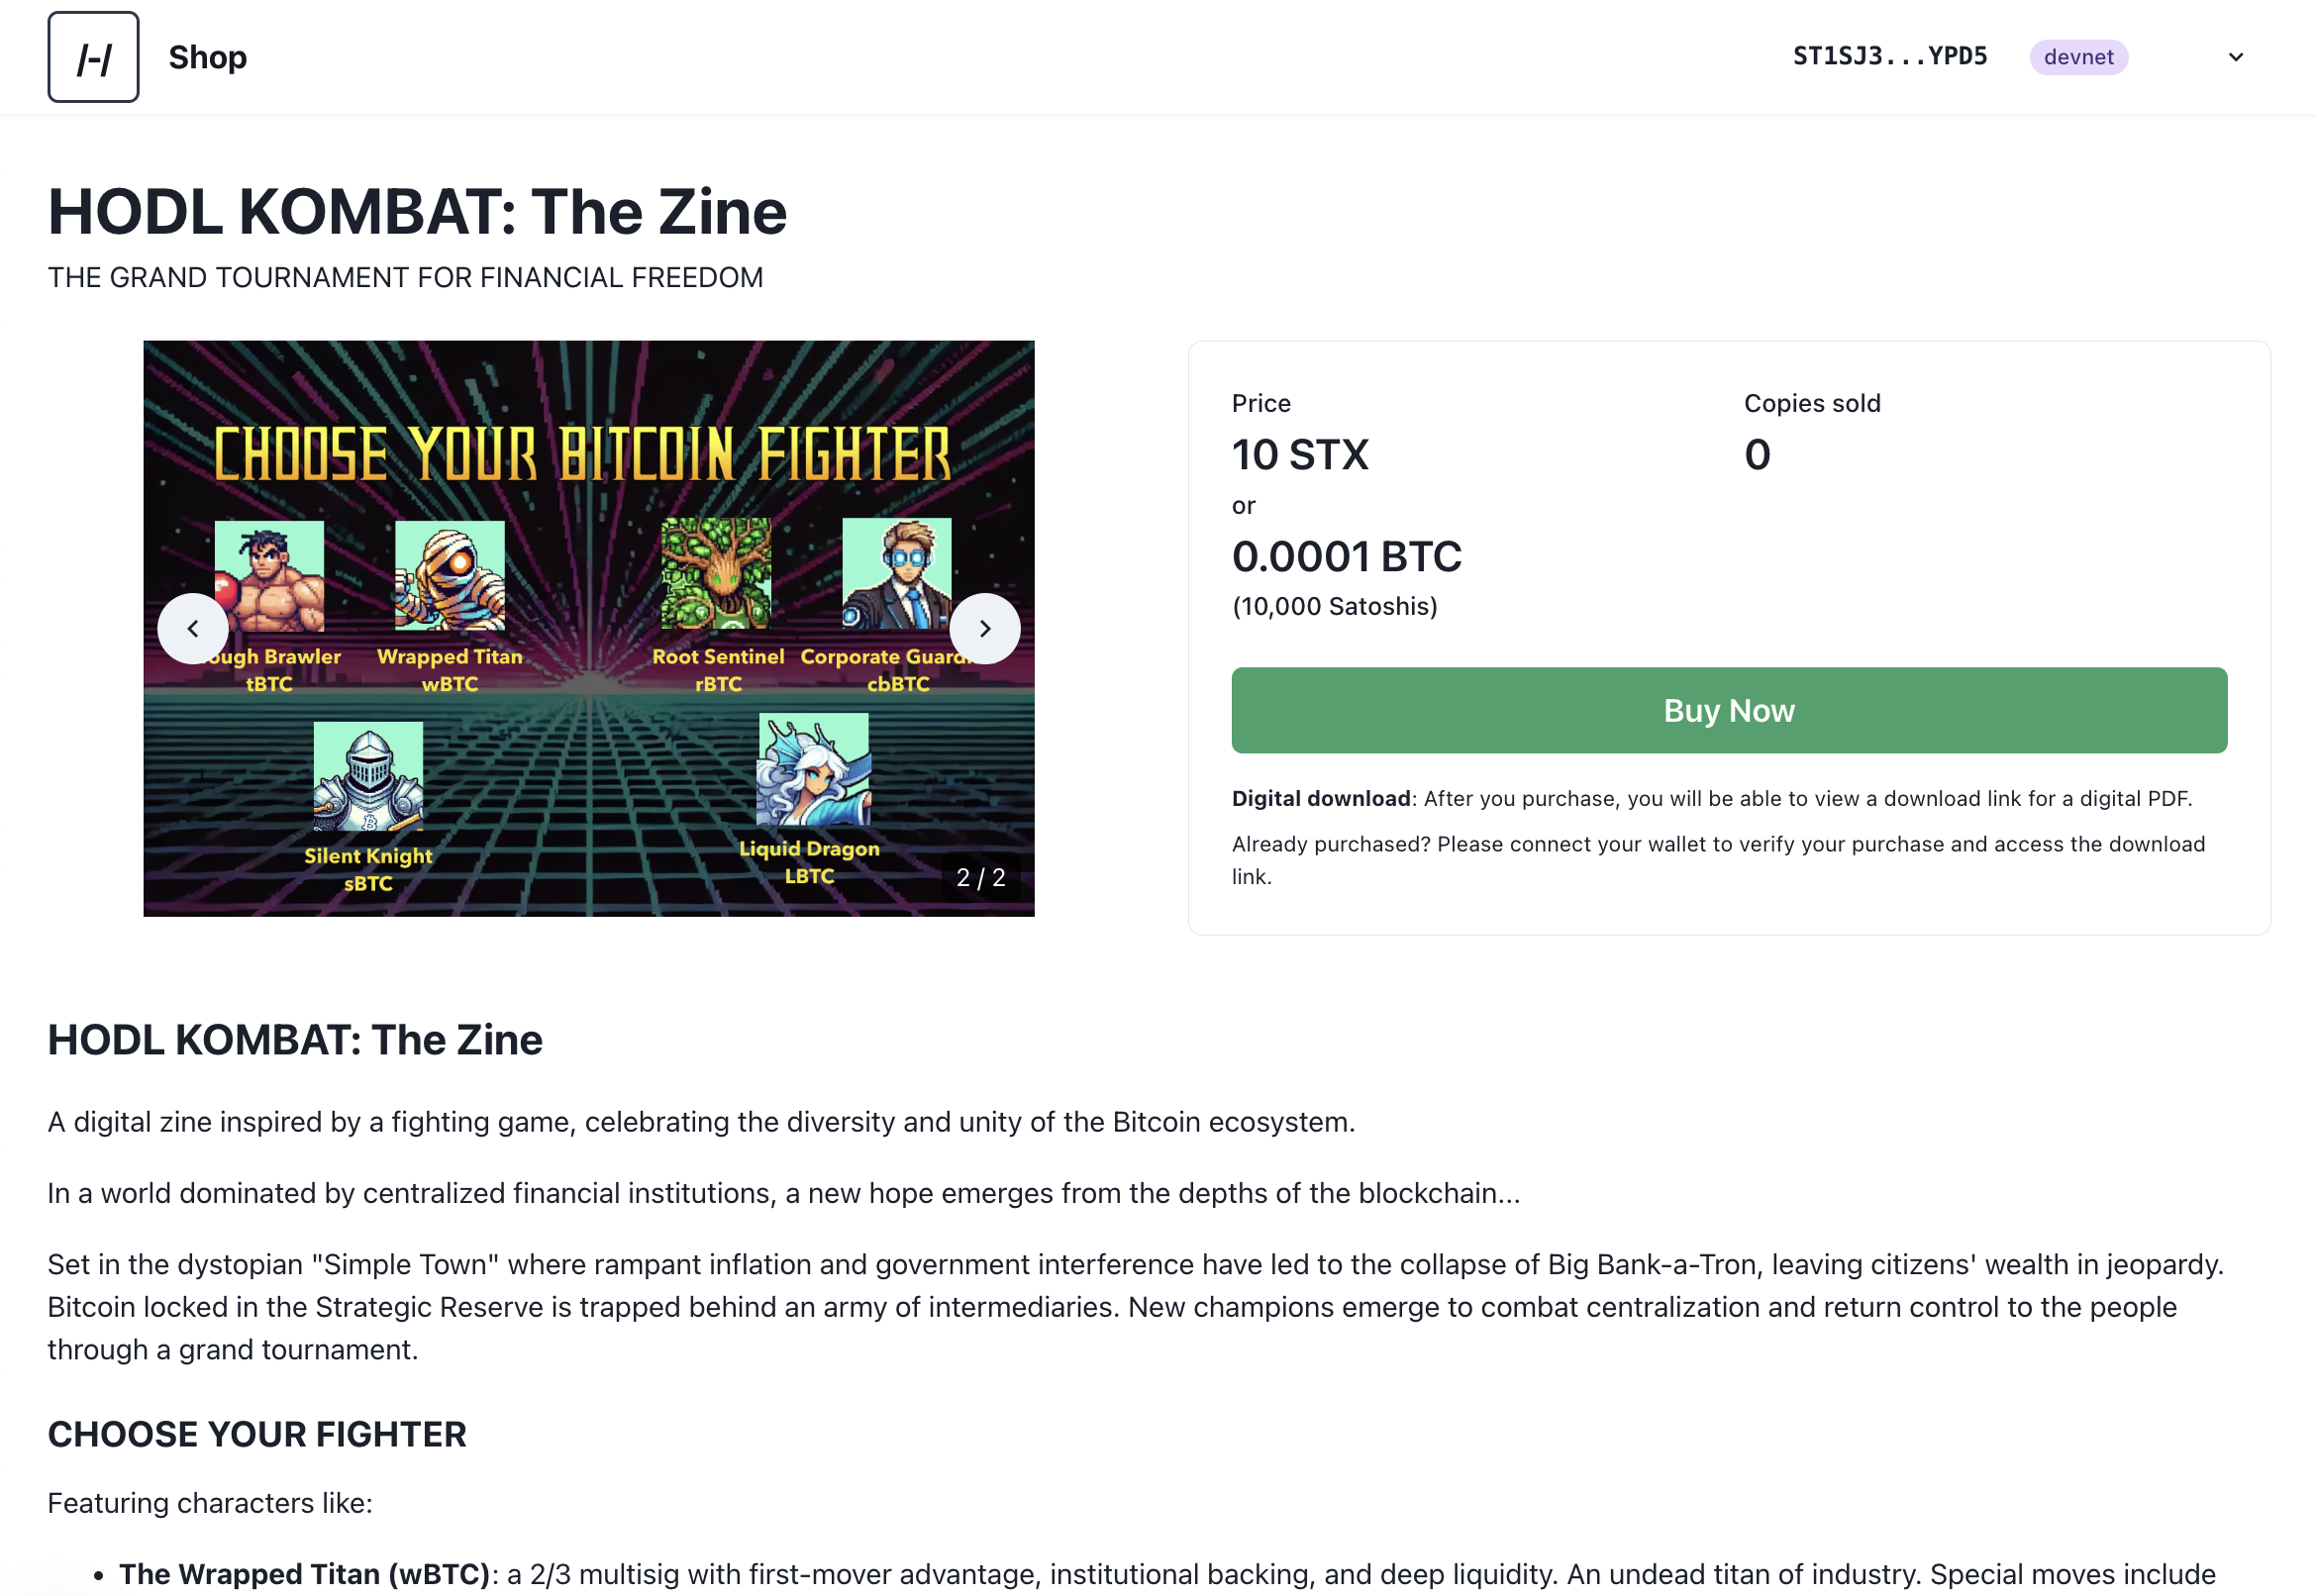 /-/ Shop ST1SJ3...YPD5 devnet
HODL KOMBAT: The Zine
THE GRAND TOURNAMENT FOR FINANCIAL FREEDOM
CHOOSE YOUR BITCOIN FIGHTER
ough Brawler
tBTC
Wrapped Titan
wBTC
Root Sentinel
rBTC
Corporate Guard
cbBTC
Silent Knight
sBTC
Liquid Dragon
LBTC
2 / 2
Price
10 STX
or
0.0001 BTC
(10,000 Satoshis)
Copies sold
0
Buy Now
Digital download: After you purchase, you will be able to view a download link for a digital PDF.
Already purchased? Please connect your wallet to verify your purchase and access the download
link.
HODL KOMBAT: The Zine
A digital zine inspired by a fighting game, celebrating the diversity and unity of the Bitcoin ecosystem.
In a world dominated by centralized financial institutions, a new hope emerges from the depths of the blockchain...
Set in the dystopian "Simple Town" where rampant inflation and government interference have led to the collapse of Big Bank-a-Tron, leaving citizens' wealth in jeopardy.
Bitcoin locked in the Strategic Reserve is trapped behind an army of intermediaries. New champions emerge to combat centralization and return control to the people
through a grand tournament.
CHOOSE YOUR FIGHTER
Featuring characters like:
• The Wrapped Titan (wBTC): a 2/3 multisig with first-mover advantage, institutional backing, and deep liquidity. An undead titan of industry. Special moves include